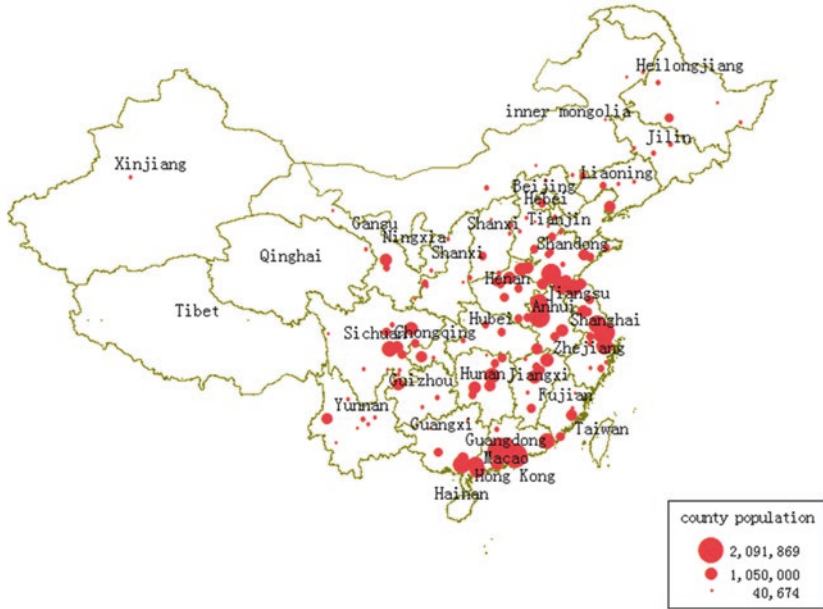 Heilongjiang
inner mongolia
Jilin
Xinjiang
Liaoning
Beijing
Hebei
Gangu
Shanxi
Tianjin
Ningxia
Shandong
Qinghai
Shanxi
Henan
Jiangsu
Tibet
Anhui
Hubei
Shanghai
Sichuan
Chongqing
Zhejiang
Hunan
Jiangxi
Guizhou
Fujian
Yunnan
Guangxi
Taiwan
Guangdong
Macao
Hong Kong
Hainan
county population
2,091,869
1,050,000
40,674